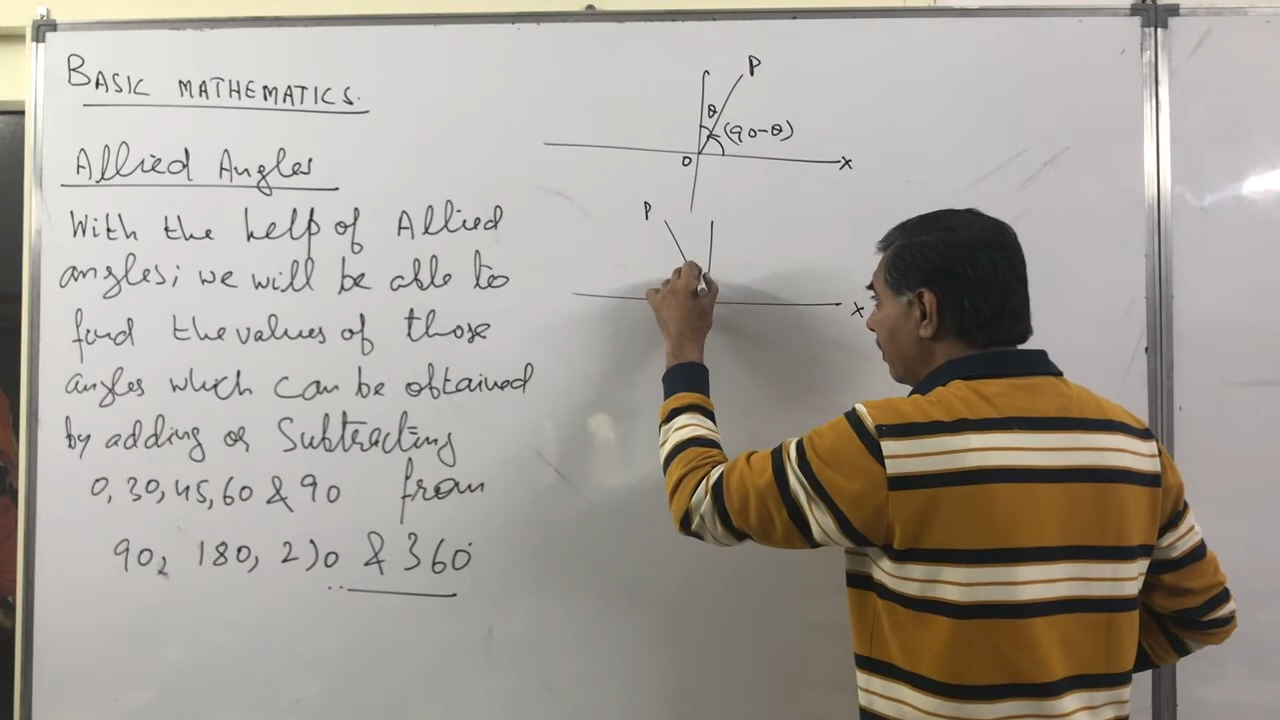 BASIC MATHEMATICS.
Allied Angles
With the help of Allied
angles; we will be able to
find the values of those
angles which can be obtained
by adding or Subtracting
0, 30, 45, 60 & 90 from
90, 180, 270 & 360
P
θ
(90-θ)
O
X
P
X